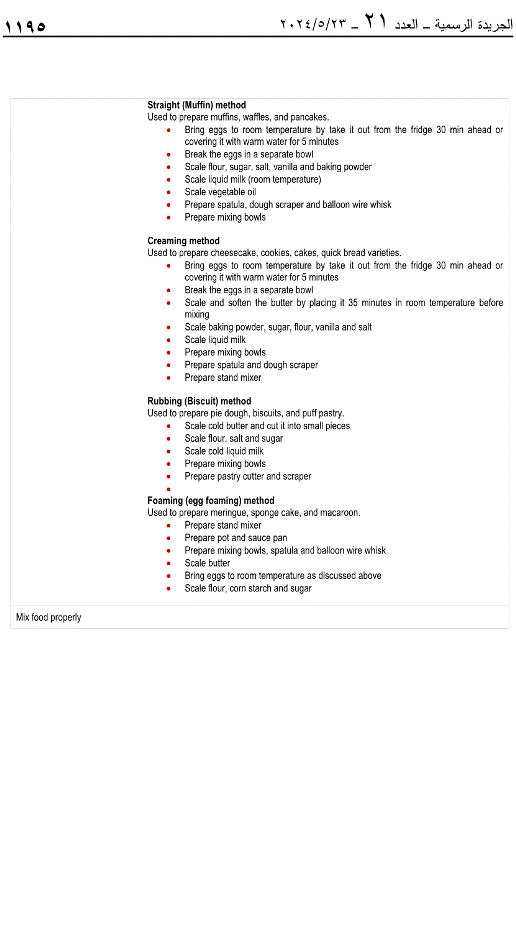 الجريدة الرسمية ــ العدد ٢١ ــ ٢٠٢٤/٥/٢٣
١١٩٥
Straight (Muffin) method
Used to prepare muffins, waffles, and pancakes.
• Bring eggs to room temperature by take it out from the fridge 30 min ahead or
covering it with warm water for 5 minutes
• Break the eggs in a separate bowl
• Scale flour, sugar, salt, vanilla and baking powder
• Scale liquid milk (room temperature)
• Scale vegetable oil
• Prepare spatula, dough scraper and balloon wire whisk
• Prepare mixing bowls
Creaming method
Used to prepare cheesecake, cookies, cakes, quick bread varieties.
• Bring eggs to room temperature by take it out from the fridge 30 min ahead or
covering it with warm water for 5 minutes
• Break the eggs in a separate bowl
• Scale and soften the butter by placing it 35 minutes in room temperature before
mixing
• Scale baking powder, sugar, flour, vanilla and salt
• Scale liquid milk
• Prepare mixing bowls
• Prepare spatula and dough scraper
• Prepare stand mixer
Rubbing (Biscuit) method
Used to prepare pie dough, biscuits, and puff pastry.
• Scale cold butter and cut it into small pieces
• Scale flour, salt and sugar
• Scale cold liquid milk
• Prepare mixing bowls
• Prepare pastry cutter and scraper
•
Foaming (egg foaming) method
Used to prepare meringue, sponge cake, and macaroon.
• Prepare stand mixer
• Prepare pot and sauce pan
• Prepare mixing bowls, spatula and balloon wire whisk
• Scale butter
• Bring eggs to room temperature as discussed above
• Scale flour, corn starch and sugar
Mix food properly